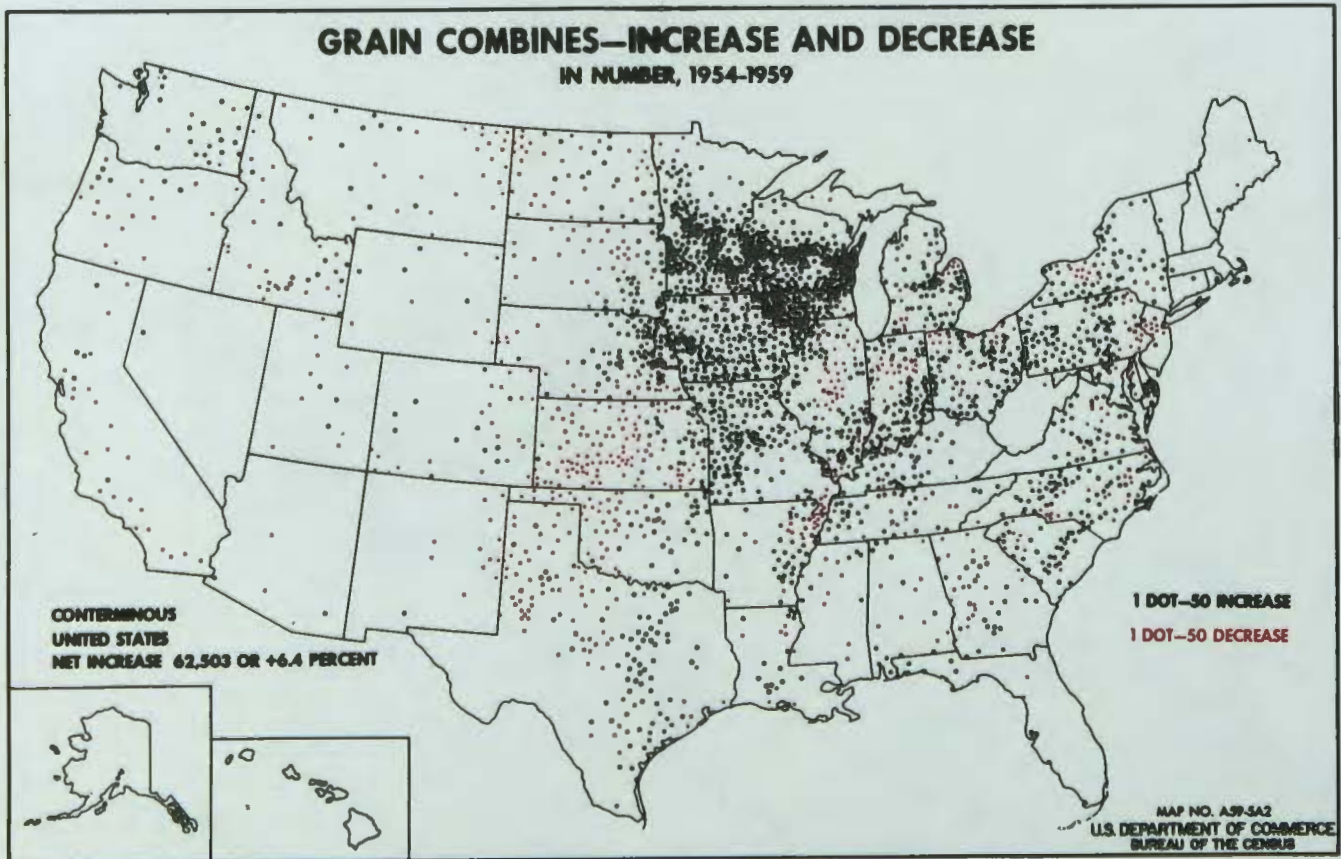 GRAIN COMBINES—INCREASE AND DECREASE
IN NUMBER, 1954-1959
CONTERMINOUS
UNITED STATES
NET INCREASE 62,503 OR +6.4 PERCENT
1 DOT—50 INCREASE
1 DOT—50 DECREASE
MAP NO. A59-5A2
U.S. DEPARTMENT OF COMMERCE
BUREAU OF THE CENSUS